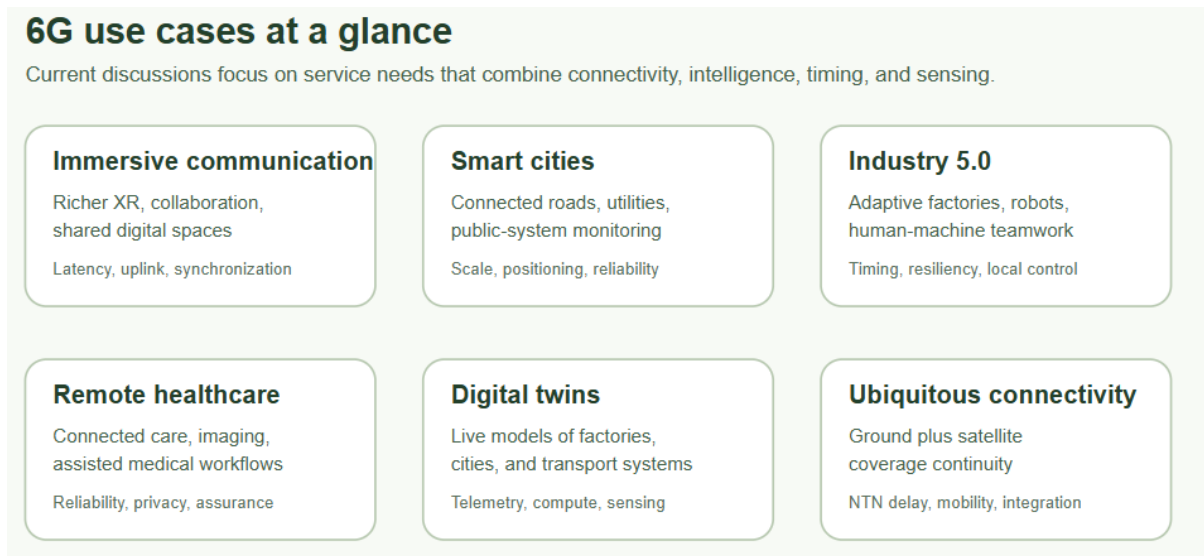 6G use cases at a glance
Current discussions focus on service needs that combine connectivity, intelligence, timing, and sensing.
Immersive communication
Richer XR, collaboration,
shared digital spaces
Latency, uplink, synchronization
Smart cities
Connected roads, utilities,
public-system monitoring
Scale, positioning, reliability
Industry 5.0
Adaptive factories, robots,
human-machine teamwork
Timing, resiliency, local control
Remote healthcare
Connected care, imaging,
assisted medical workflows
Reliability, privacy, assurance
Digital twins
Live models of factories,
cities, and transport systems
Telemetry, compute, sensing
Ubiquitous connectivity
Ground plus satellite
coverage continuity
NTN delay, mobility, integration